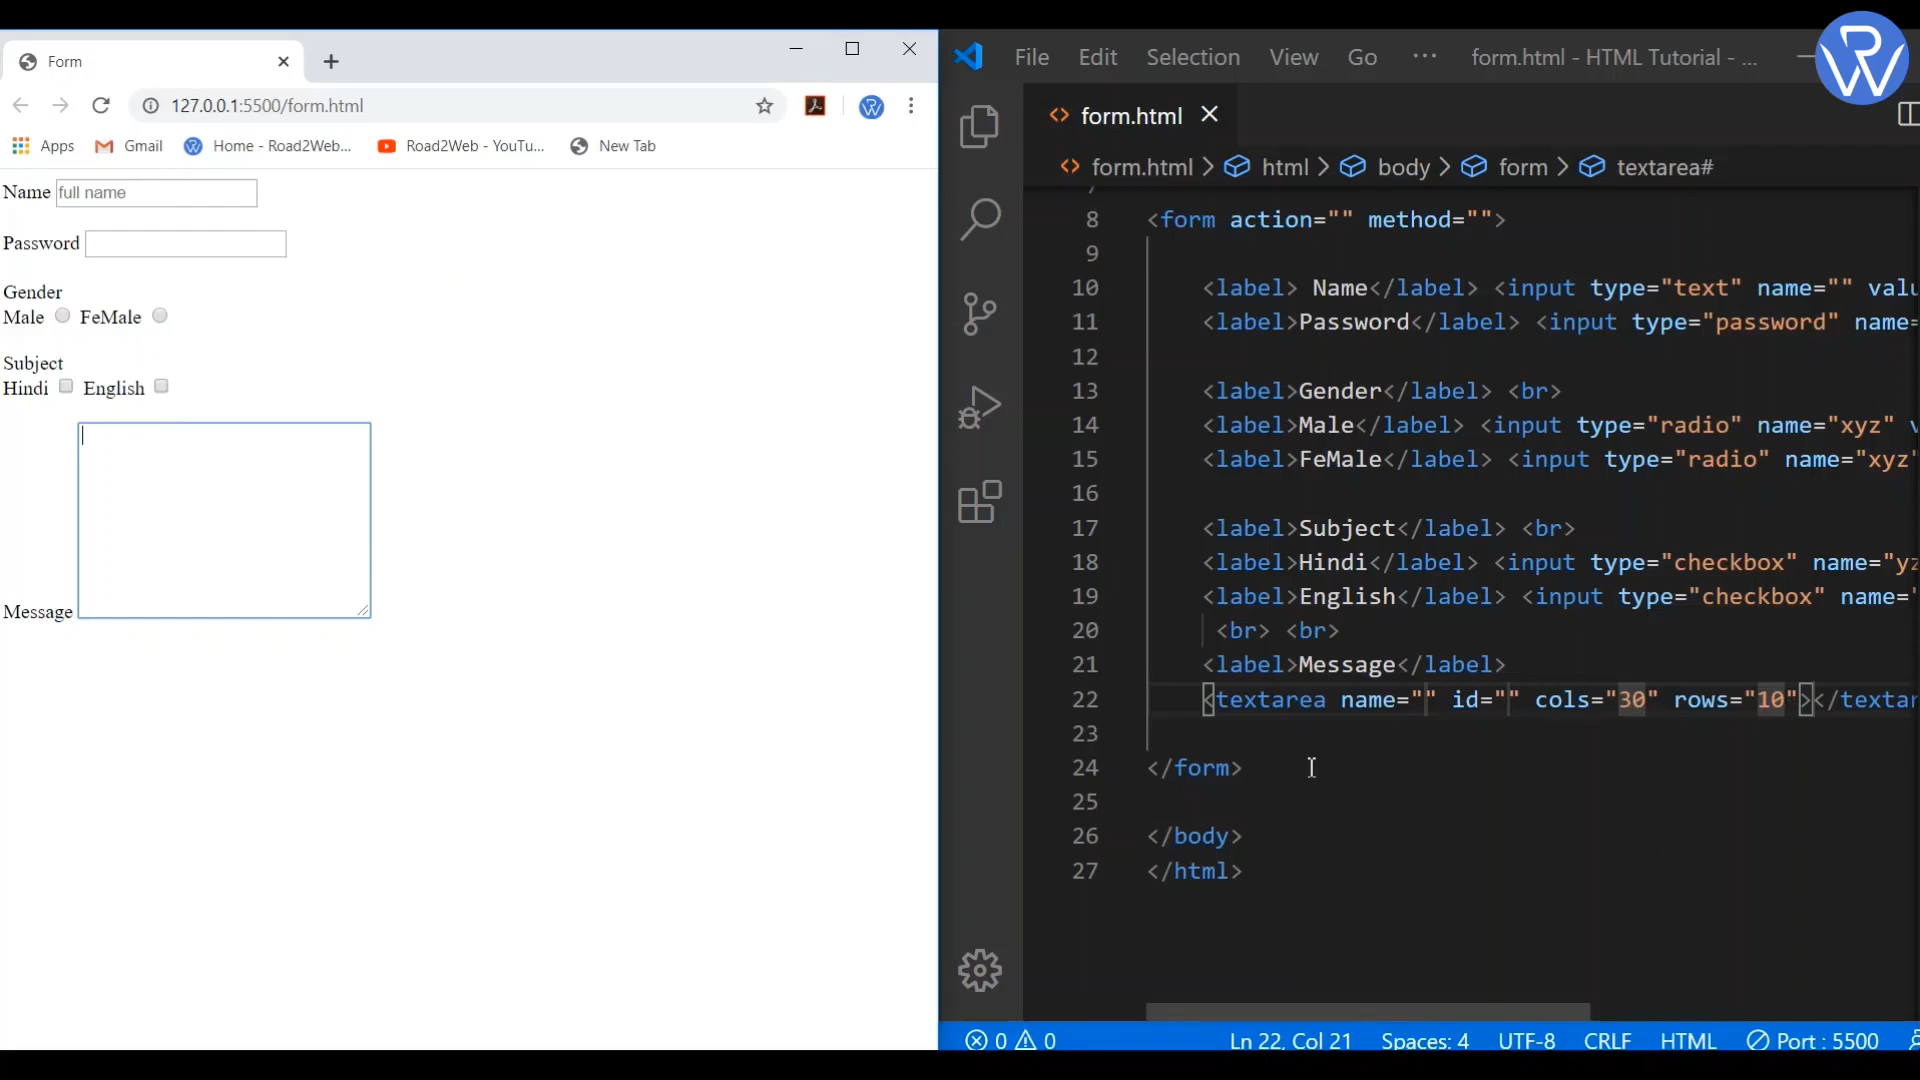 Form
127.0.0.1:5500/form.html
Apps Gmail Home - Road2Web... Road2Web - YouTu... New Tab
Name full name
Password
Gender
Male FeMale
Subject
Hindi English
Message
File Edit Selection View Go ··· form.html - HTML Tutorial - ...
form.html
form.html > html > body > form > textarea#
8 <form action="" method="">
9
10 <label> Name</label> <input type="text" name="" valu
11 <label>Password</label> <input type="password" name=
12
13 <label>Gender</label> <br>
14 <label>Male</label> <input type="radio" name="xyz" v
15 <label>FeMale</label> <input type="radio" name="xyz"
16
17 <label>Subject</label> <br>
18 <label>Hindi</label> <input type="checkbox" name="yz
19 <label>English</label> <input type="checkbox" name="
20 <br> <br>
21 <label>Message</label>
22 <textarea name="" id="" cols="30" rows="10"></textar
23
24 </form>
25
26 </body>
27 </html>
0 0 Ln 22, Col 21 Spaces: 4 UTF-8 CRLF HTML Port : 5500